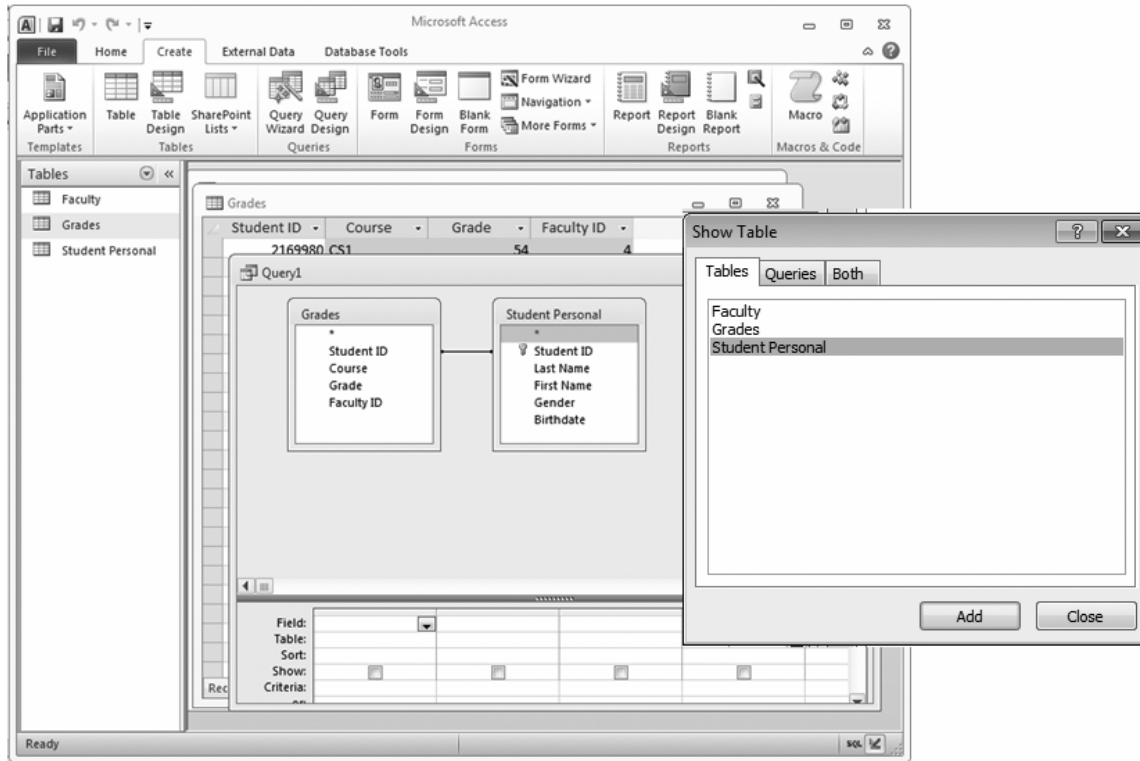 Microsoft Access
File Home Create External Data Database Tools
Application Parts Table Table Design SharePoint Lists Query Wizard Query Design Form Form Design Blank Form Form Wizard Navigation More Forms Report Report Design Blank Report Macro
Templates Tables Queries Forms Reports Macros & Code
Tables
Faculty
Grades
Student Personal
Grades
Student ID Course Grade Faculty ID
2169980 CS1 54 4
Query1
Grades
*
Student ID
Course
Grade
Faculty ID
Student Personal
*
Student ID
Last Name
First Name
Gender
Birthdate
Field:
Table:
Sort:
Show:
Criteria:
or:
Rec
Show Table
Tables Queries Both
Faculty
Grades
Student Personal
Add Close
Ready
SQL